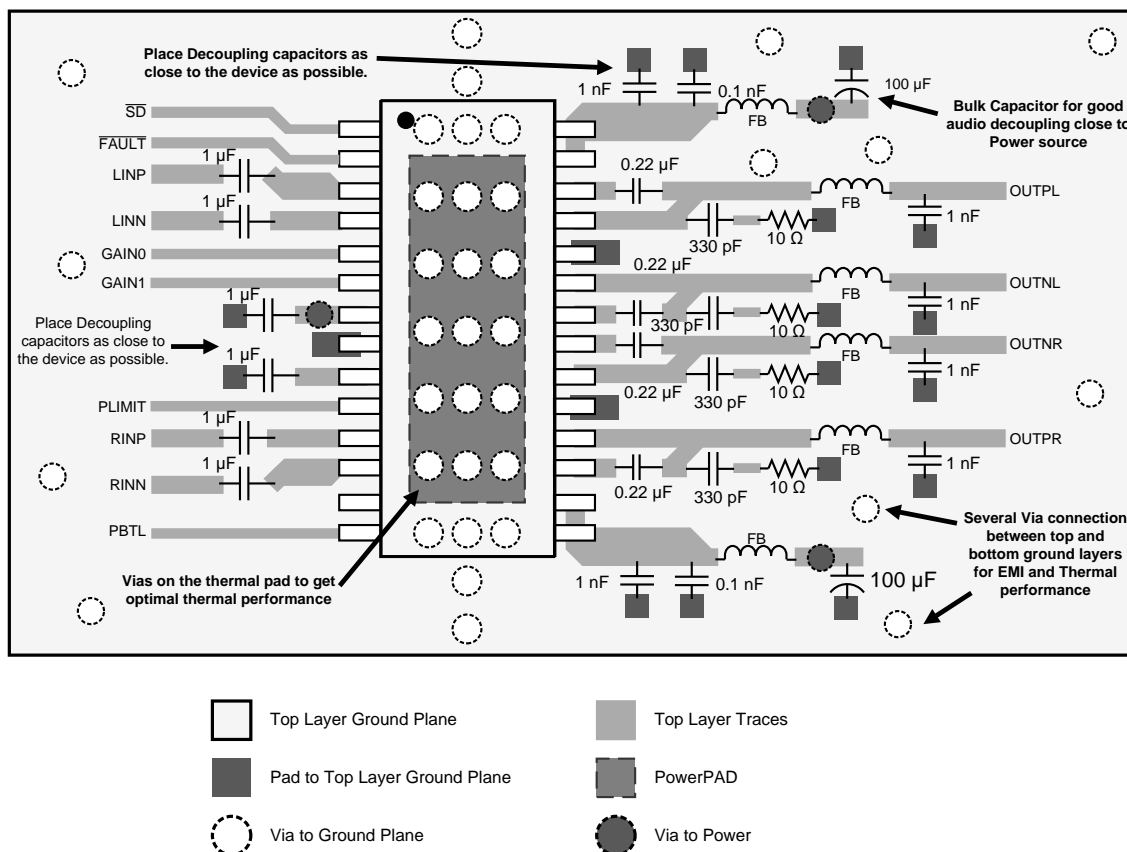 Place Decoupling capacitors as
close to the device as possible.
1 nF
0.1 nF
100 µF
FB
Bulk Capacitor for good
audio decoupling close to
Power source
SD
FAULT
1 µF
LINP
1 µF
LINN
GAIN0
GAIN1
1 µF
Place Decoupling
capacitors as close to
the device as possible.
1 µF
PLIMIT
1 µF
RINP
1 µF
RINN
PBTL
0.22 µF
FB
OUTPL
1 nF
330 pF
10 Ω
0.22 µF
OUTNL
FB
1 nF
330 pF
10 Ω
OUTNR
FB
1 nF
0.22 µF
330 pF
10 Ω
OUTPR
FB
1 nF
0.22 µF
330 pF
10 Ω
Several Via connection
between top and
bottom ground layers
for EMI and Thermal
performance
FB
1 nF
0.1 nF
100 µF
Vias on the thermal pad to get
optimal thermal performance
Top Layer Ground Plane
Top Layer Traces
Pad to Top Layer Ground Plane
PowerPAD
Via to Ground Plane
Via to Power